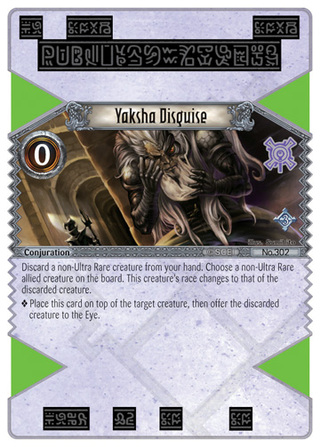 Yaksha Disguise
0
Conjuration
No.302
Discard a non-Ultra Rare creature from your hand. Choose a non-Ultra Rare
allied creature on the board. This creature's race changes to that of the
discarded creature.
❖ Place this card on top of the target creature, then offer the discarded
creature to the Eye.